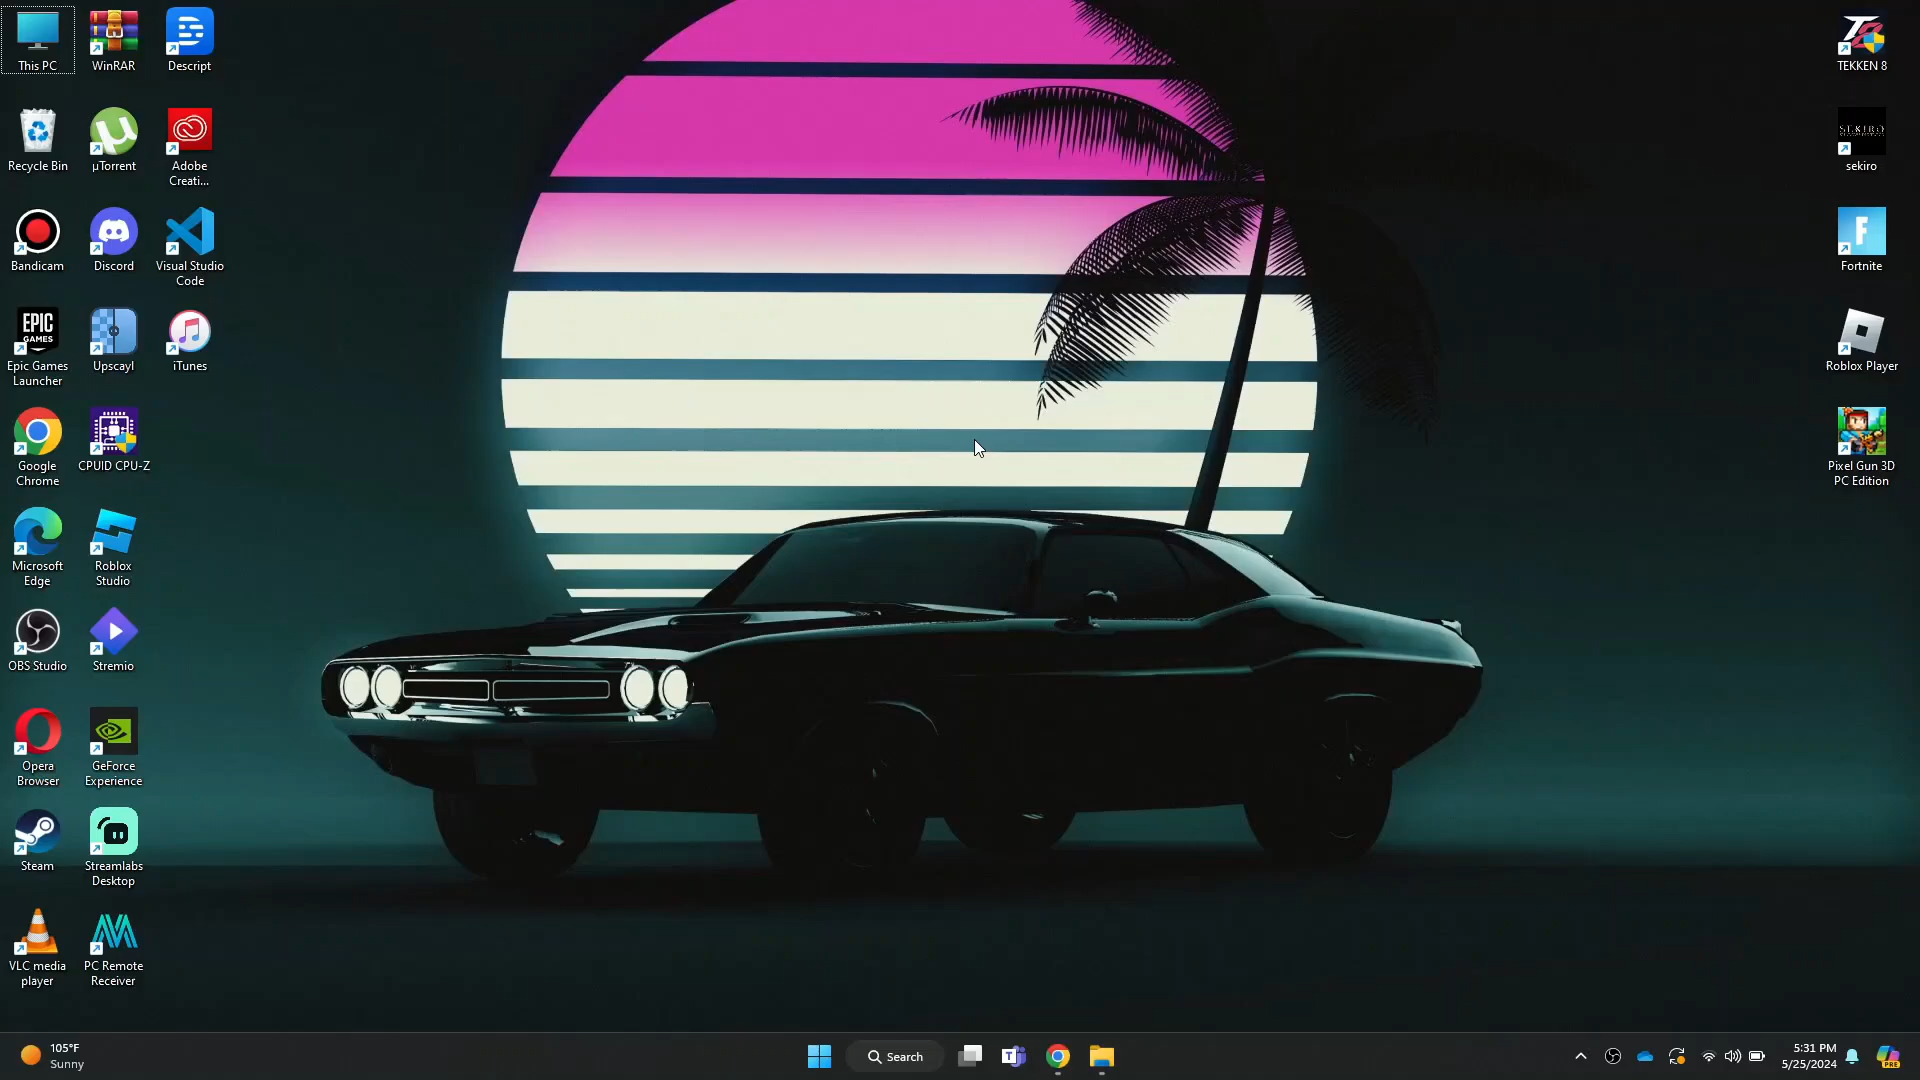 This PC
WinRAR
Descript
Recycle Bin
µTorrent
Adobe
Creati...
Bandicam
Discord
Visual Studio
Code
EPIC
GAMES
Epic Games
Launcher
Upscayl
iTunes
Google
Chrome
CPUID CPU-Z
Microsoft
Edge
Roblox
Studio
OBS Studio
Stremio
Opera
Browser
GeForce
Experience
Steam
Streamlabs
Desktop
VLC media
player
PC Remote
Receiver
TEKKEN 8
SEKIRO
sekiro
F
Fortnite
Roblox Player
Pixel Gun 3D
PC Edition
105°F
Sunny
Search
5:31 PM
5/25/2024
PRE